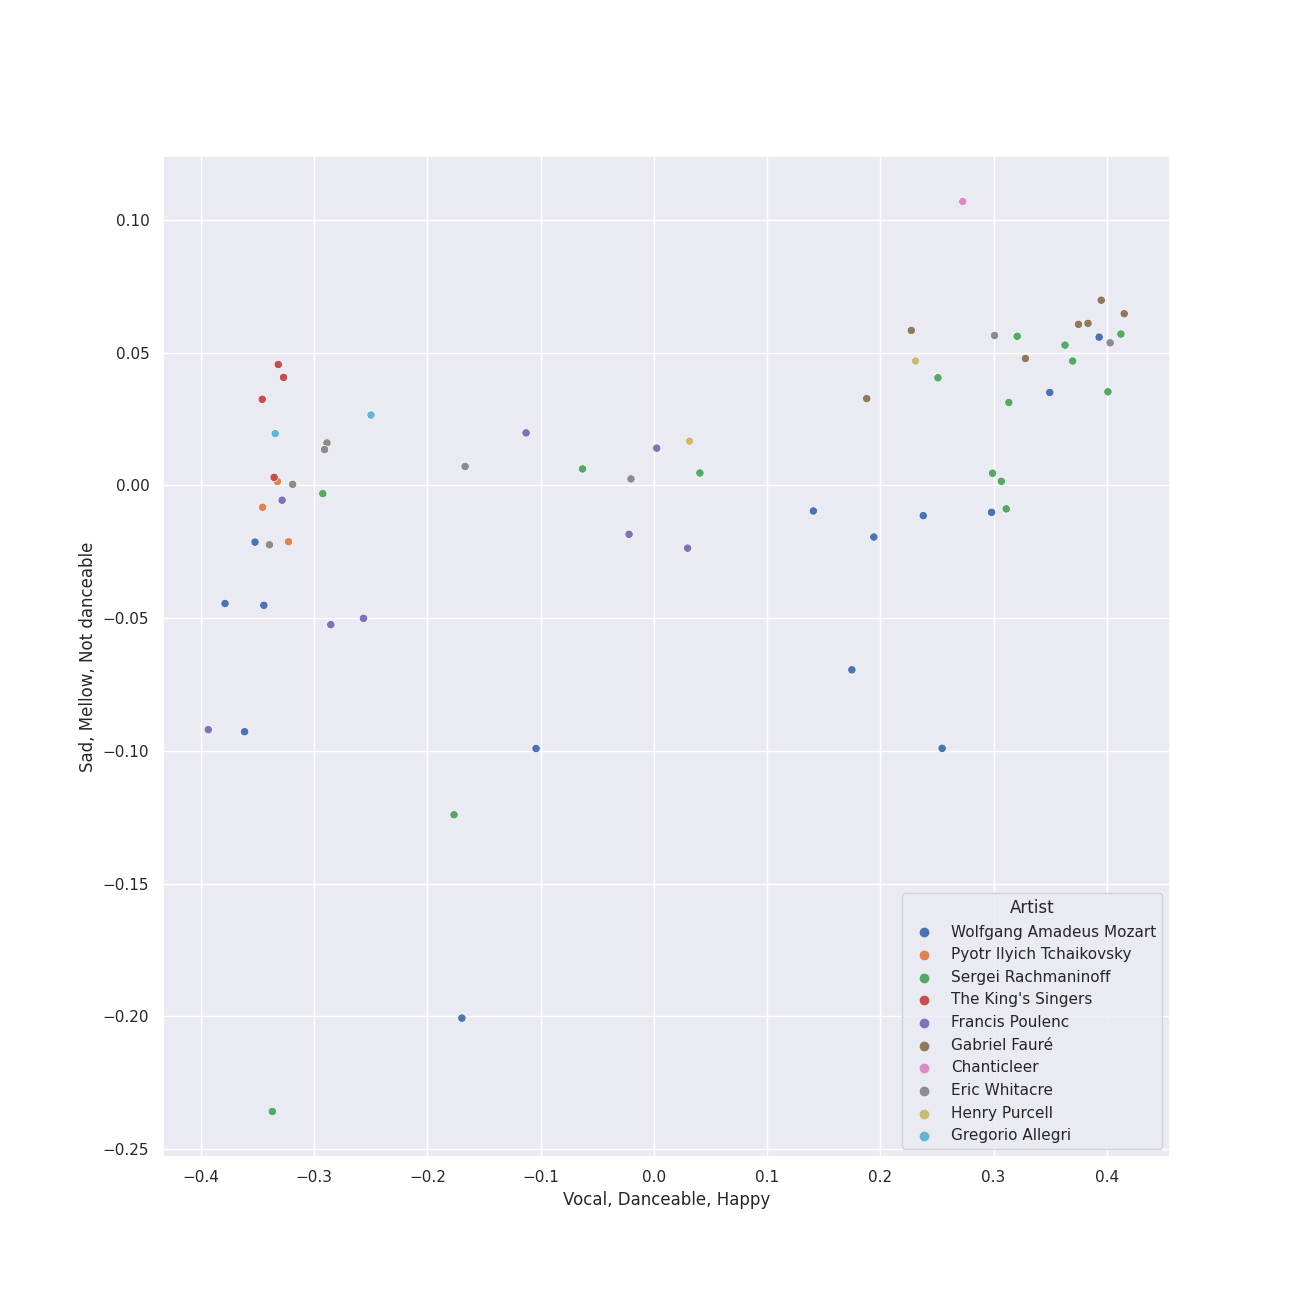 0.10
0.05
0.00
−0.05
−0.10
−0.15
−0.20
−0.25
Sad, Mellow, Not danceable
−0.4 −0.3 −0.2 −0.1 0.0 0.1 0.2 0.3 0.4
Vocal, Danceable, Happy
Artist
Wolfgang Amadeus Mozart
Pyotr Ilyich Tchaikovsky
Sergei Rachmaninoff
The King's Singers
Francis Poulenc
Gabriel Fauré
Chanticleer
Eric Whitacre
Henry Purcell
Gregorio Allegri